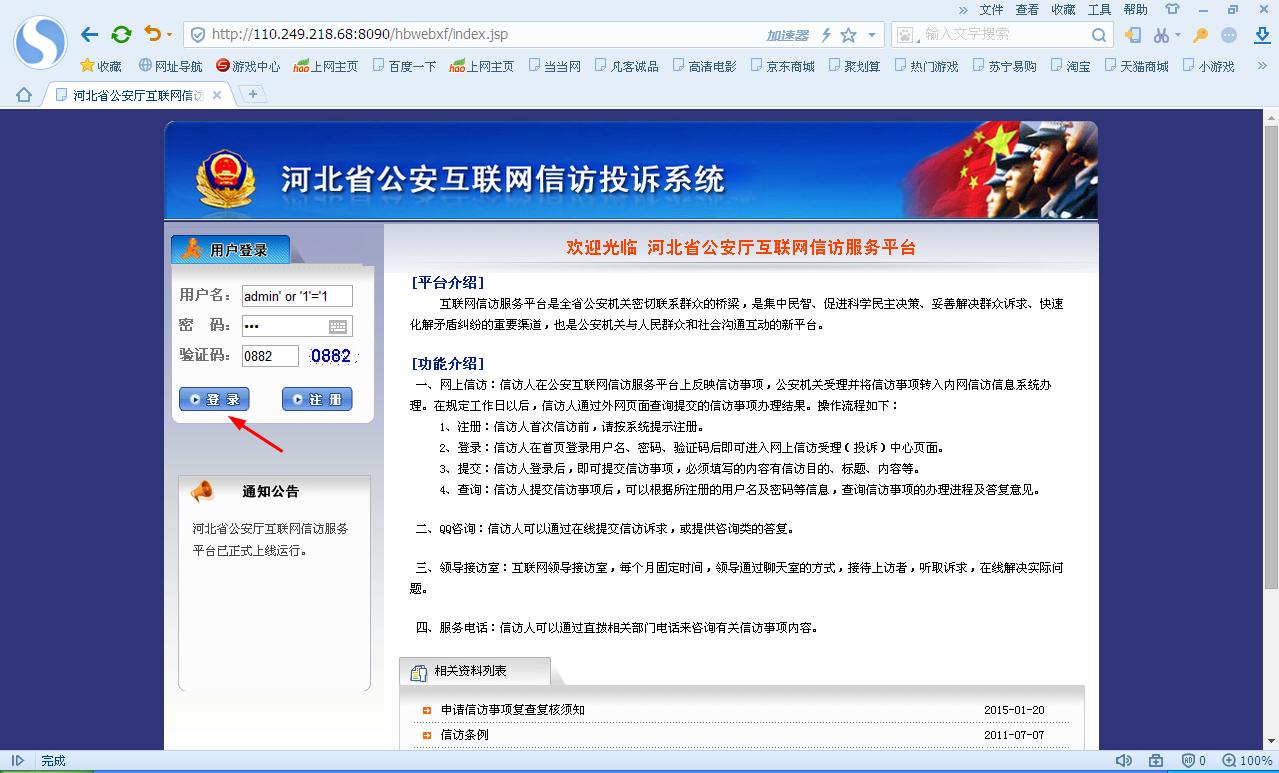 » 文件 查看 收藏 工具 帮助
http://110.249.218.68:8090/hbwebxf/index.jsp 加速器 输入文字搜索
收藏 网址导航 游戏中心 hao上网主页 百度一下 hao上网主页 当当网 凡客诚品 高清电影 京东商城 聚划算 热门游戏 苏宁易购 淘宝 天猫商城 小游戏 »
河北省公安厅互联网信访 × +
河北省公安互联网信访投诉系统
用户登录
用户名： admin' or '1'='1
密 码： •••
验证码： 0882 0882
登 录 注 册
通知公告
河北省公安厅互联网信访服务
平台已正式上线运行。
欢迎光临 河北省公安厅互联网信访服务平台
[平台介绍]
互联网信访服务平台是全省公安机关密切联系群众的桥梁，是集中民智、促进科学民主决策、妥善解决群众诉求、快速
化解矛盾纠纷的重要渠道，也是公安机关与人民群众和社会沟通互动的新平台。
[功能介绍]
一、网上信访：信访人在公安互联网信访服务平台上反映信访事项，公安机关受理并将信访事项转入内网信访信息系统办
理。在规定工作日以后，信访人通过外网页面查询提交的信访事项办理结果。操作流程如下：
1、注册：信访人首次信访前，请按系统提示注册。
2、登录：信访人在首页登录用户名、密码、验证码后即可进入网上信访受理(投诉)中心页面。
3、提交：信访人登录后，即可提交信访事项，必须填写的内容有信访目的、标题、内容等。
4、查询：信访人提交信访事项后，可以根据所注册的用户名及密码等信息，查询信访事项的办理进程及答复意见。
二、QQ咨询：信访人可以通过在线提交信访诉求，或提供咨询类的答复。
三、领导接访室：互联网领导接访室，每个月固定时间，领导通过聊天室的方式，接待上访者，听取诉求，在线解决实际问
题。
四、服务电话：信访人可以通过直拨相关部门电话来咨询有关信访事项内容。
相关资料列表
申请信访事项复查复核须知 2015-01-20
信访条例 2011-07-07
完成 0 100%